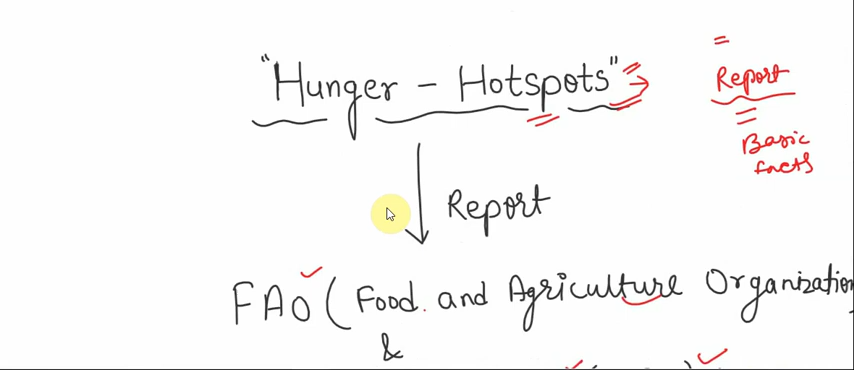 "Hunger - Hotspots"
Report
Basic
facts
Report
FAO (Food. and Agriculture Organization
&